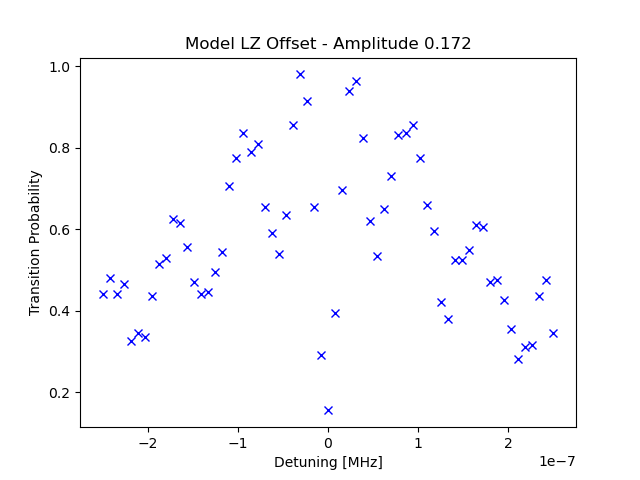 Model LZ Offset - Amplitude 0.172
Transition Probability
1.0
0.8
0.6
0.4
0.2
−2
−1
0
1
2
1e−7
Detuning [MHz]